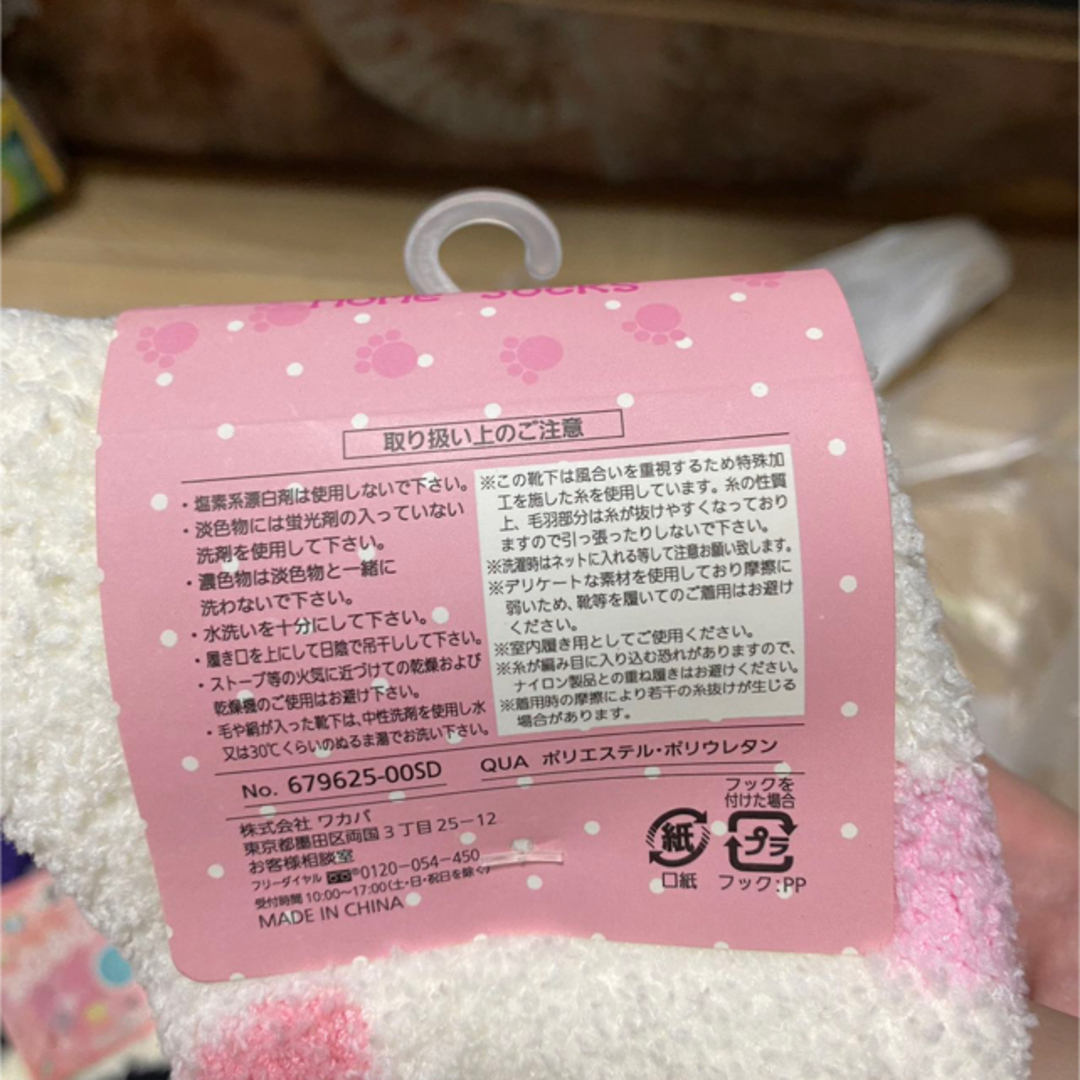 HOME SOCKS
取り扱い上のご注意
・塩素系漂白剤は使用しないで下さい。
・淡色物には蛍光剤の入っていない
洗剤を使用して下さい。
・濃色物は淡色物と一緒に
洗わないで下さい。
・水洗いを十分にして下さい。
・履き口を上にして日陰で吊干しして下さい。
・ストーブ等の火気に近づけての乾燥および
乾燥機のご使用はお避け下さい。
・毛や絹が入った靴下は、中性洗剤を使用し水
又は30℃くらいのぬるま湯でお洗い下さい。
※この靴下は風合いを重視するため特殊加
工を施した糸を使用しています。糸の性質
上、毛羽部分は糸が抜けやすくなっており
ますので引っ張ったりしないで下さい。
※洗濯時はネットに入れる等して注意お願い致します。
※デリケートな素材を使用しており摩擦に
弱いため、靴等を履いてのご着用はお避け
ください。
※室内履き用としてご使用ください。
※糸が編み目に入り込む恐れがありますので、
ナイロン製品との重ね履きはお避けください。
※着用時の摩擦により若干の糸抜けが生じる
場合があります。
No. 679625-00SD
QUA ポリエステル・ポリウレタン
株式会社 ワカバ
東京都墨田区両国3丁目25-12
お客様相談室
フリーダイヤル 0120-054-450
受付時間 10:00〜17:00(土・日・祝日を除く)
MADE IN CHINA
フックを
付けた場合
紙
プラ
口紙
フック:PP